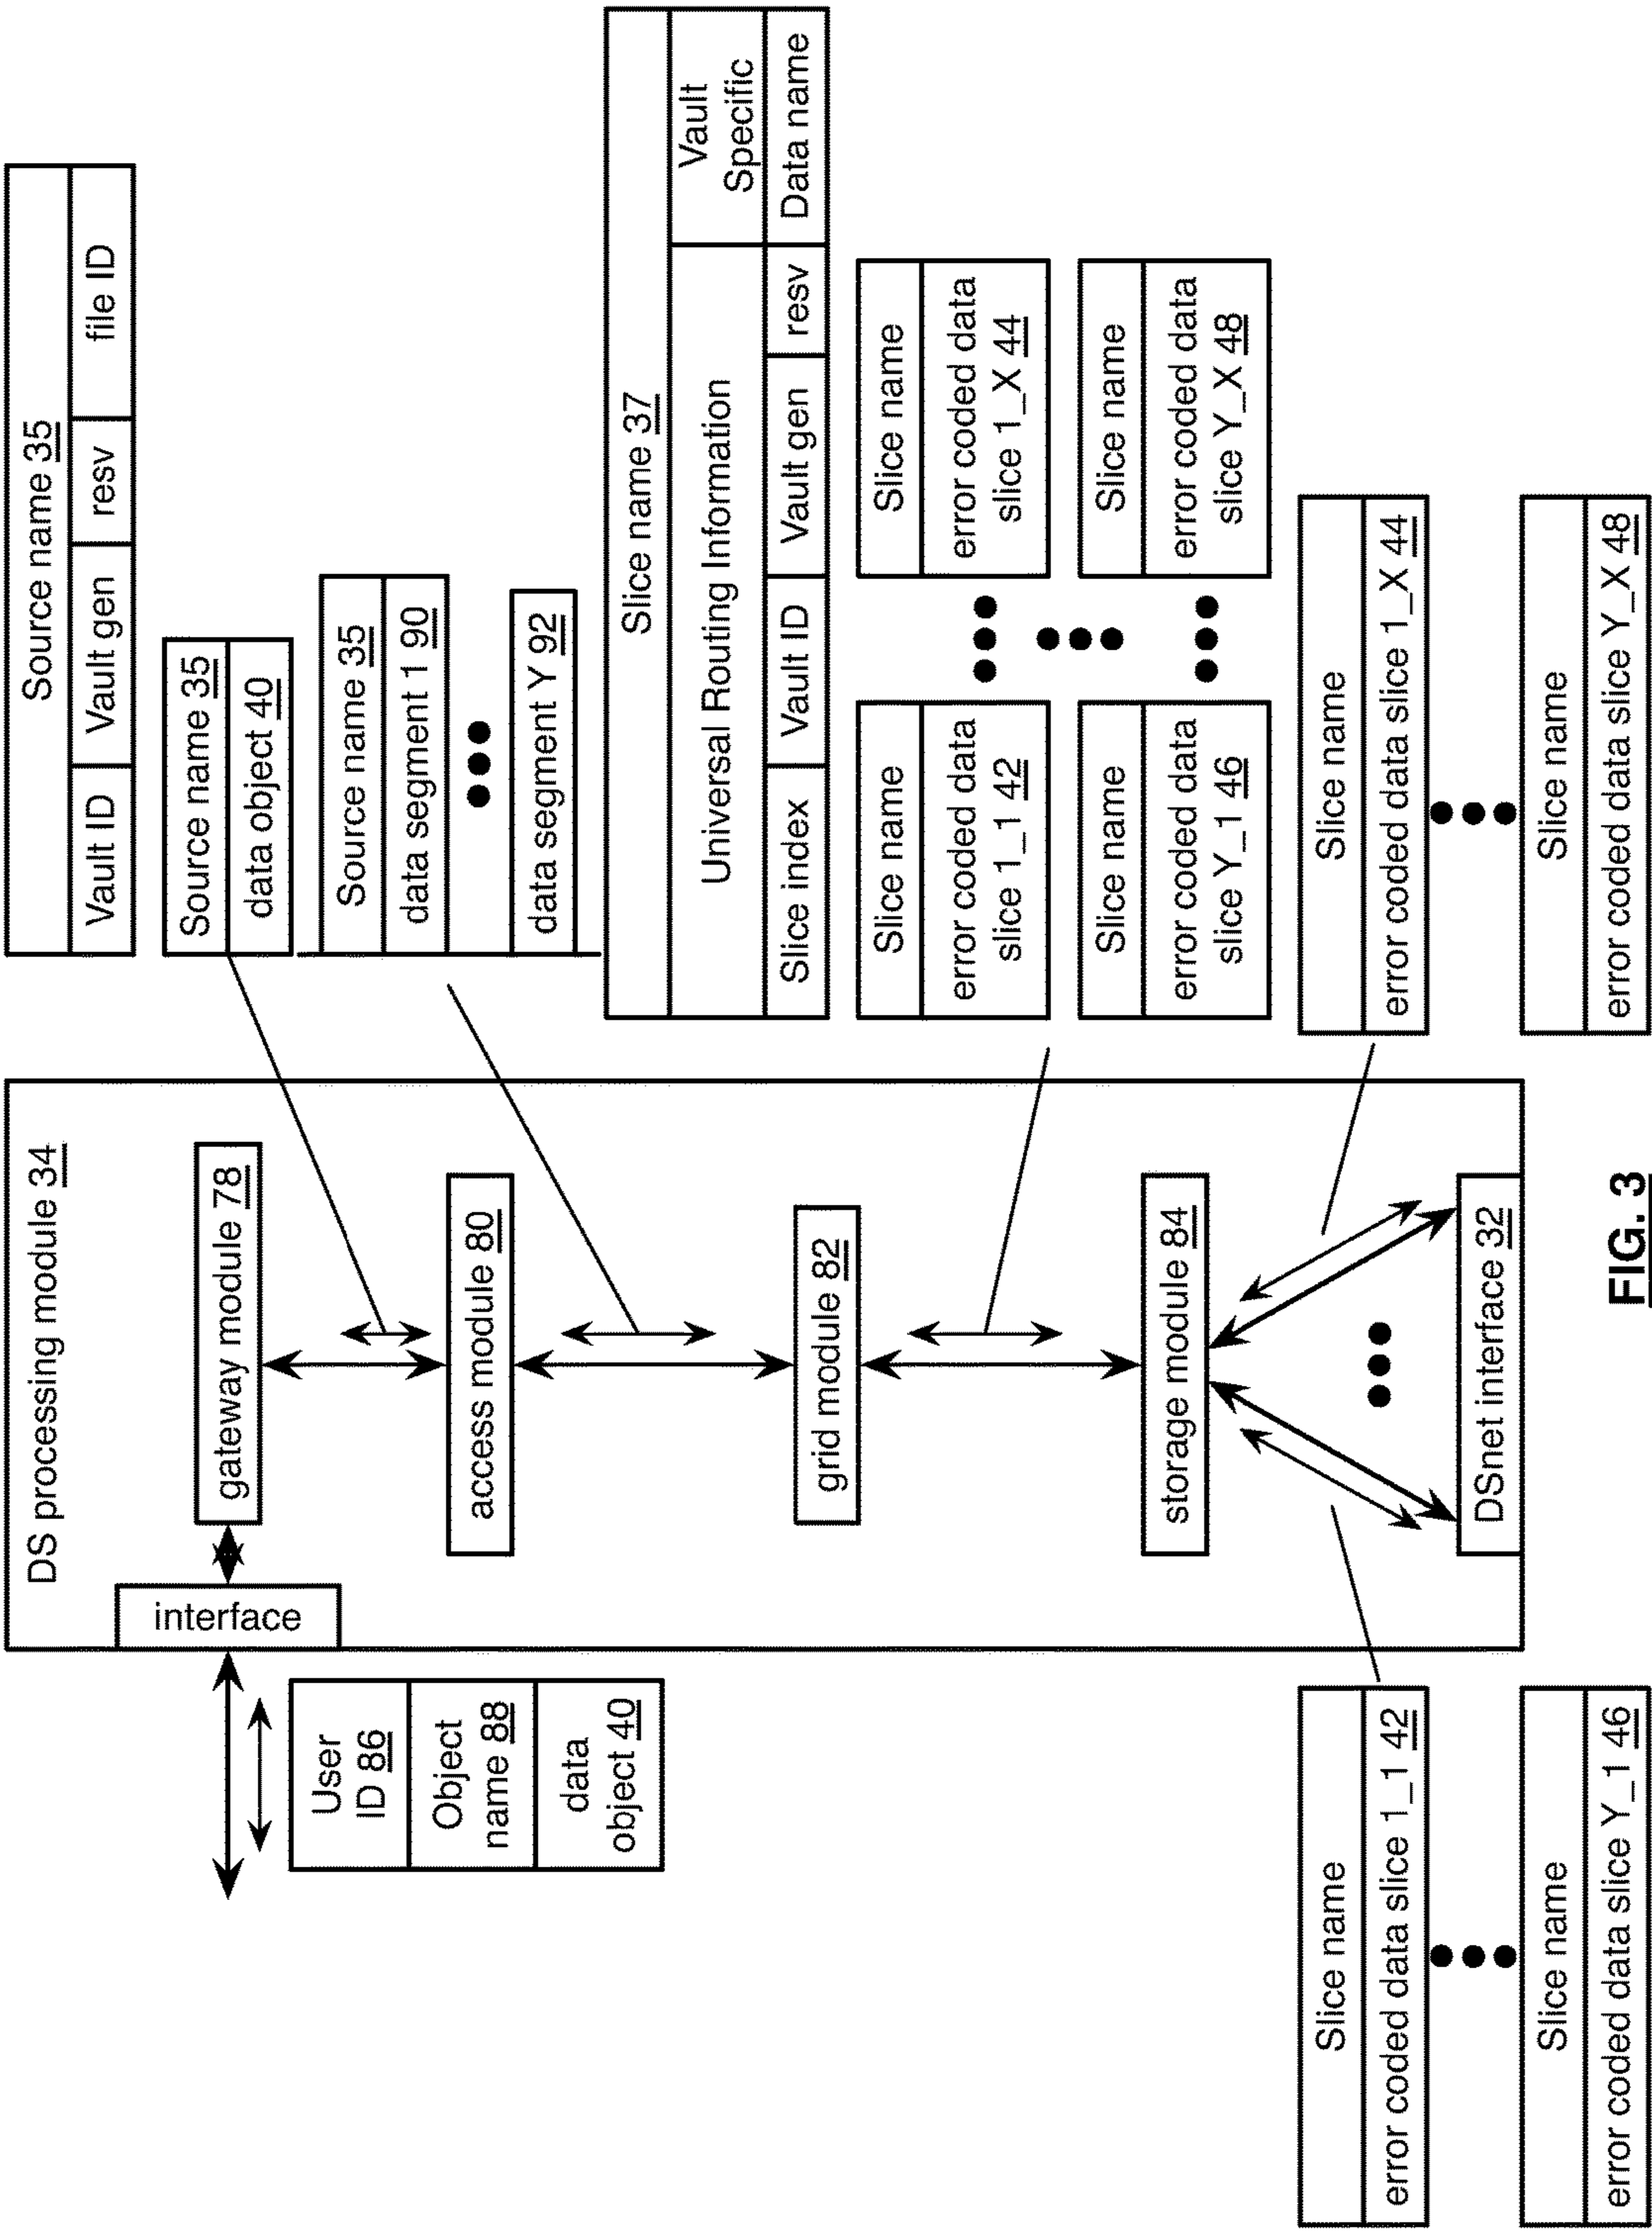 DS processing module 34
interface
gateway module 78
access module 80
grid module 82
storage module 84
DSnet interface 32
User
ID 86
Object
name 88
data
object 40
Source name 35
Vault ID
Vault gen
resv
file ID
Source name 35
data object 40
Source name 35
data segment 1 90
data segment Y 92
Slice name 37
Universal Routing Information
Vault
Specific
Slice index
Vault ID
Vault gen
resv
Data name
Slice name
error coded data
slice 1_1 42
Slice name
error coded data
slice 1_X 44
Slice name
error coded data
slice Y_1 46
Slice name
error coded data
slice Y_X 48
Slice name
error coded data slice 1_1 42
Slice name
error coded data slice Y_1 46
Slice name
error coded data slice 1_X 44
Slice name
error coded data slice Y_X 48
FIG. 3